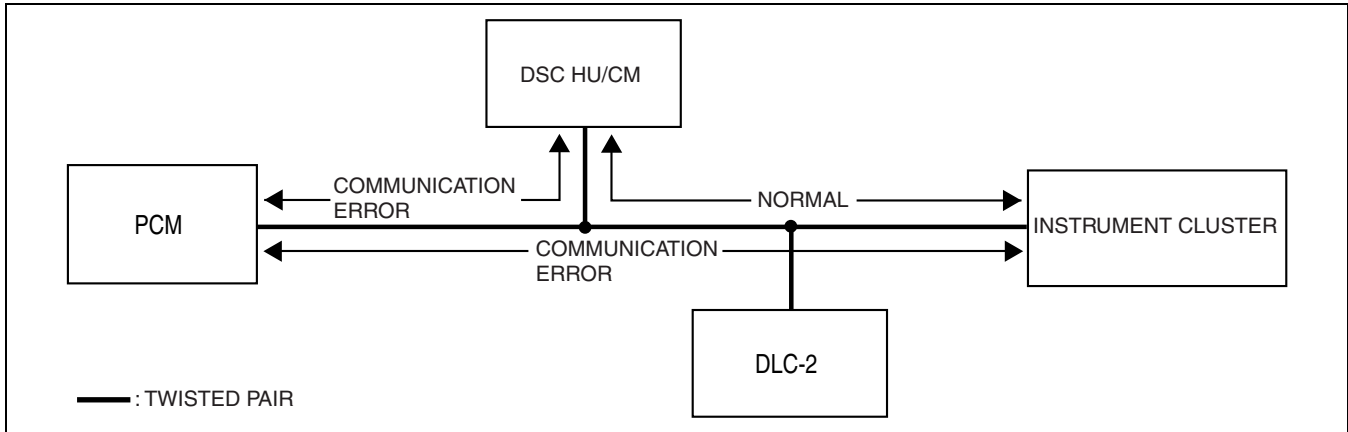 DSC HU/CM
COMMUNICATION
ERROR
NORMAL
PCM
INSTRUMENT CLUSTER
COMMUNICATION
ERROR
DLC-2
: TWISTED PAIR